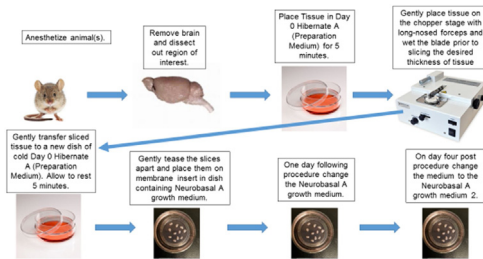 Anesthetize animal(s).
Remove brain
and dissect
out region of
interest.
Place Tissue in Day
0 Hibernate A
(Preparation
Medium) for 5
minutes.
Gently place tissue on
the chopper stage with
long-nosed forceps and
wet the blade prior to
slicing the desired
thickness of tissue
Gently transfer sliced
tissue to a new dish of
cold Day 0 Hibernate
A (Preparation
Medium). Allow to rest
5 minutes.
Gently tease the slices
apart and place them on
membrane insert in dish
containing Neurobasal A
growth medium.
One day following
procedure change
the Neurobasal A
growth medium.
On day four post
procedure change
the medium to the
Neurobasal A
growth medium 2.